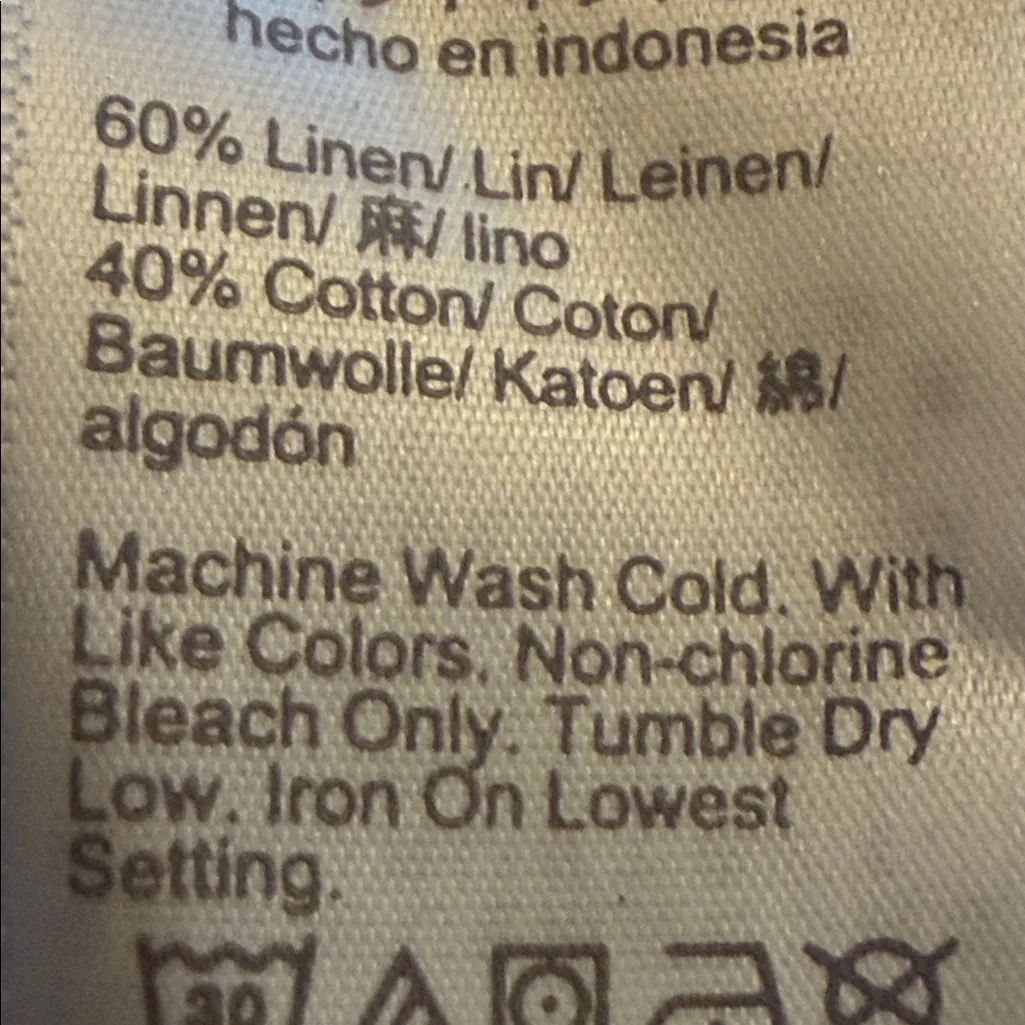 hecho en indonesia
60% Linen/ Lin/ Leinen/
Linnen/ 麻/ lino
40% Cotton/ Coton/
Baumwolle/ Katoen/ 綿/
algodón
Machine Wash Cold. With
Like Colors. Non-chlorine
Bleach Only. Tumble Dry
Low. Iron On Lowest
Setting.
30